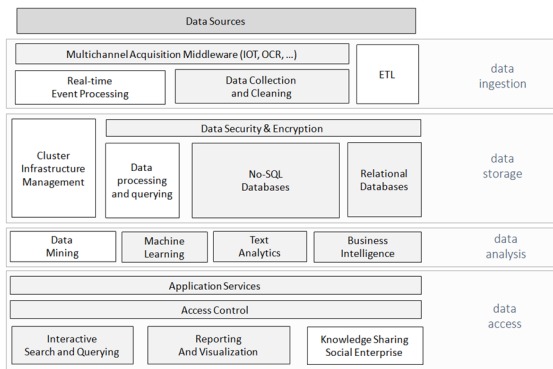 Data Sources
Multichannel Acquisition Middleware (IOT, OCR, ...)
Real-time
Event Processing
Data Collection
and Cleaning
ETL
data
ingestion
Cluster
Infrastructure
Management
Data Security & Encryption
Data
processing
and querying
No-SQL
Databases
Relational
Databases
data
storage
Data
Mining
Machine
Learning
Text
Analytics
Business
Intelligence
data
analysis
Application Services
Access Control
Interactive
Search and Querying
Reporting
And Visualization
Knowledge Sharing
Social Enterprise
data
access